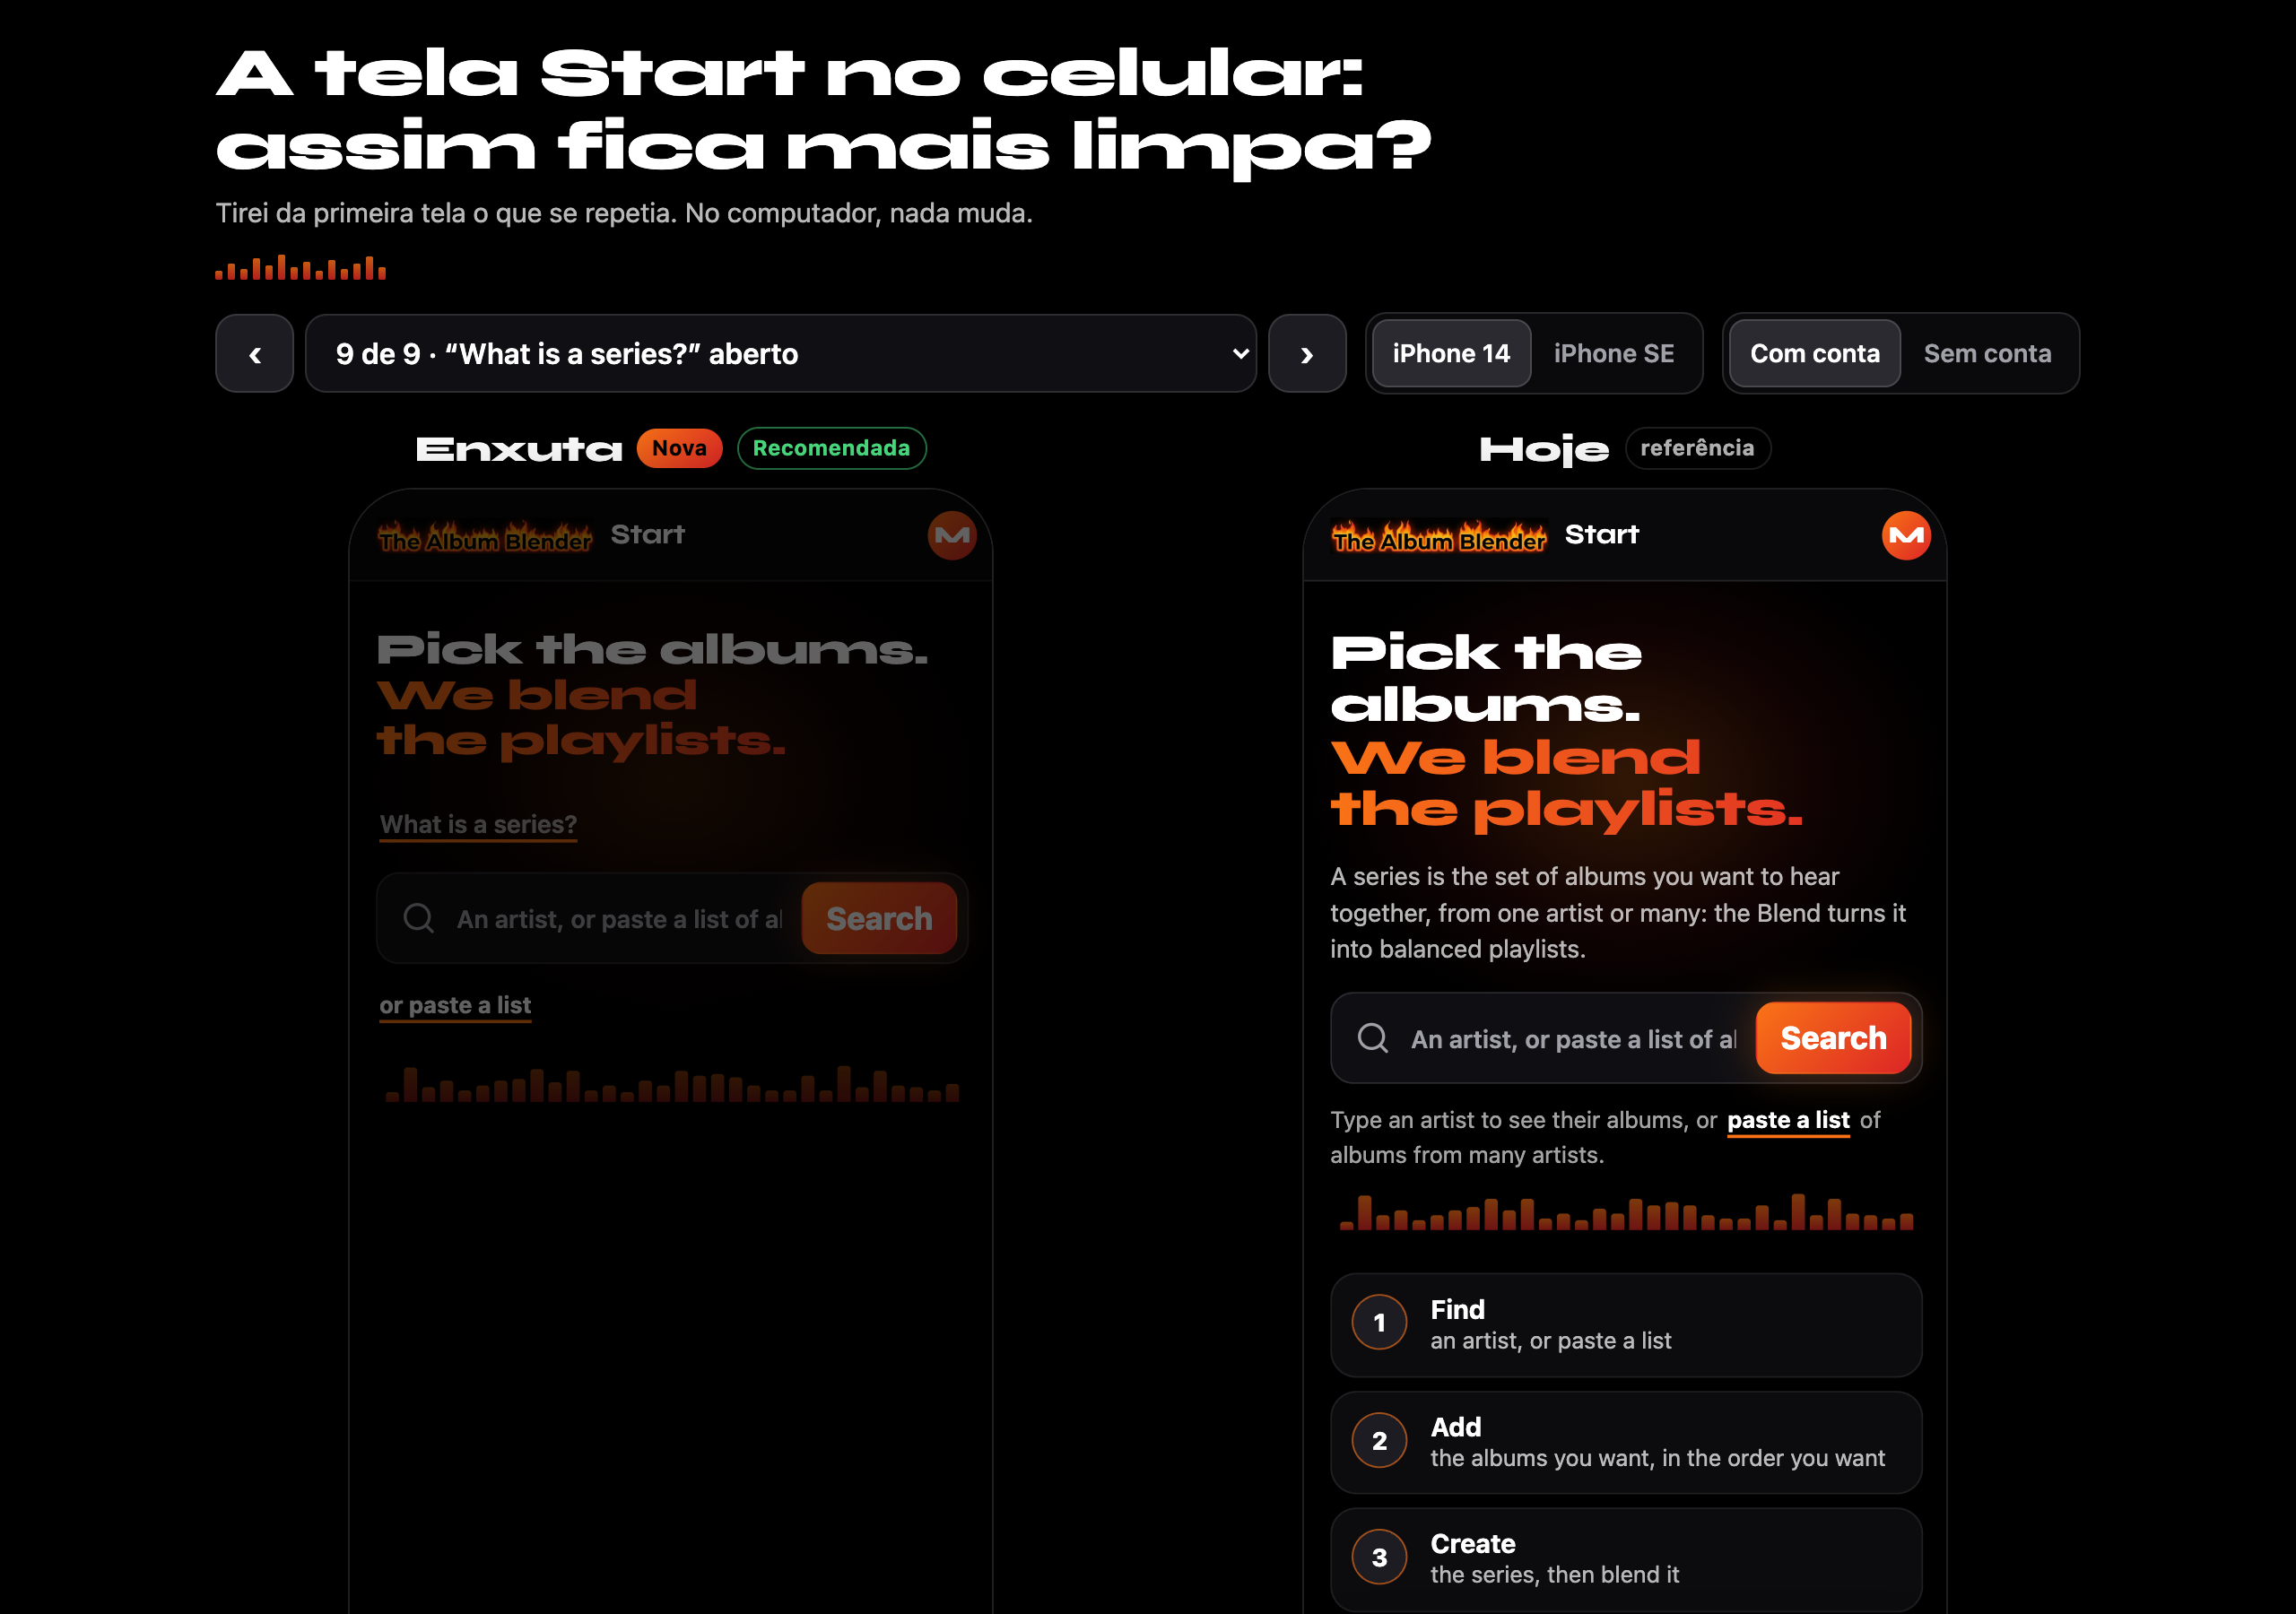 A tela Start no celular:
assim fica mais limpa?
Tirei da primeira tela o que se repetia. No computador, nada muda.
‹
9 de 9 · “What is a series?” aberto
›
iPhone 14
iPhone SE
Com conta
Sem conta
Enxuta
Nova
Recomendada
The Album Blender
Start
M
Pick the albums.
We blend
the playlists.
What is a series?
An artist, or paste a list of al
Search
or paste a list
Hoje
referência
The Album Blender
Start
M
Pick the
albums.
We blend
the playlists.
A series is the set of albums you want to hear
together, from one artist or many: the Blend turns it
into balanced playlists.
An artist, or paste a list of al
Search
Type an artist to see their albums, or paste a list of
albums from many artists.
1
Find
an artist, or paste a list
2
Add
the albums you want, in the order you want
3
Create
the series, then blend it